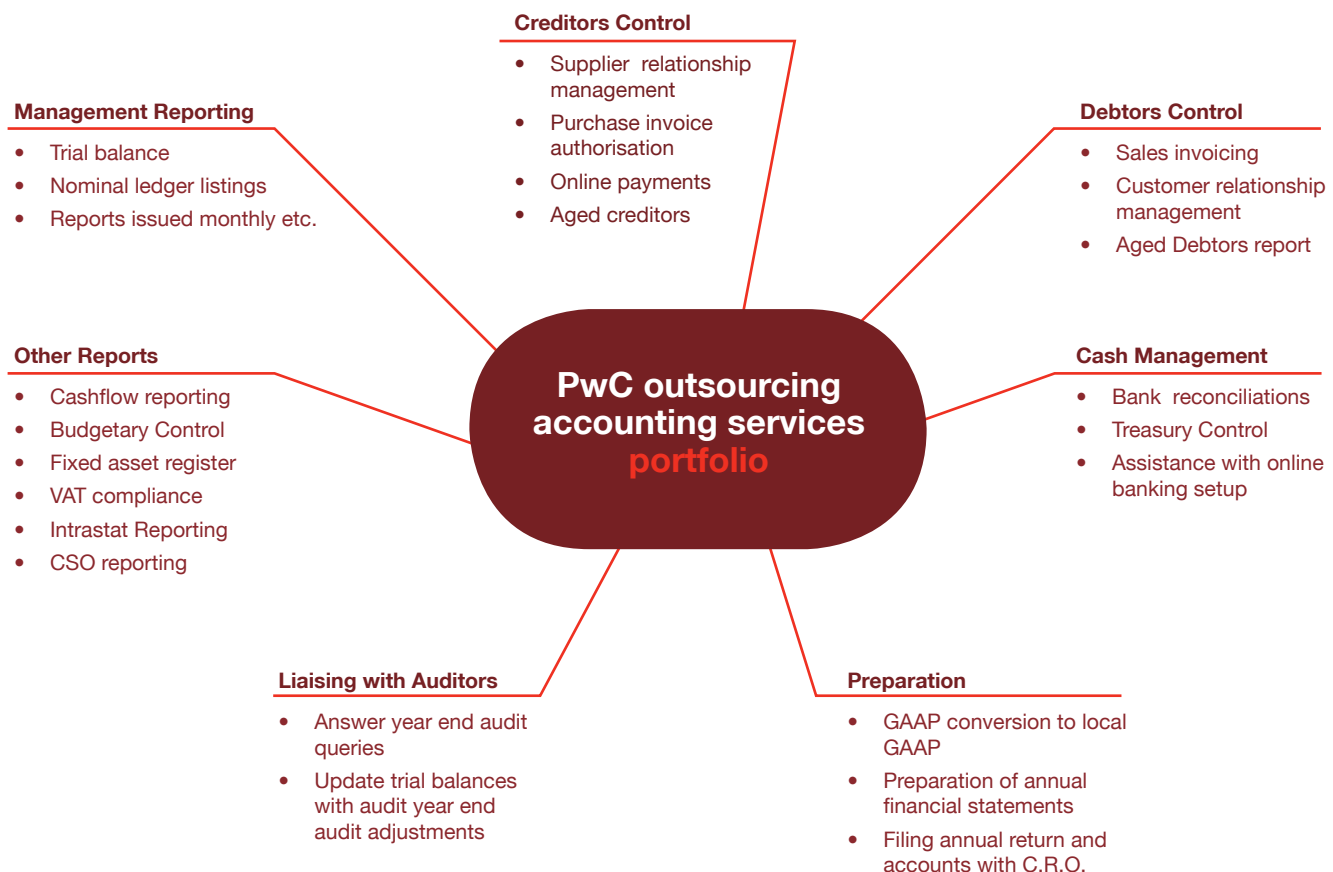 Creditors Control
• Supplier relationship
management
• Purchase invoice
authorisation
• Online payments
• Aged creditors
Management Reporting
• Trial balance
• Nominal ledger listings
• Reports issued monthly etc.
Debtors Control
• Sales invoicing
• Customer relationship
management
• Aged Debtors report
Other Reports
• Cashflow reporting
• Budgetary Control
• Fixed asset register
• VAT compliance
• Intrastat Reporting
• CSO reporting
PwC outsourcing
accounting services
portfolio
Cash Management
• Bank reconciliations
• Treasury Control
• Assistance with online
banking setup
Liaising with Auditors
• Answer year end audit
queries
• Update trial balances
with audit year end
audit adjustments
Preparation
• GAAP conversion to local
GAAP
• Preparation of annual
financial statements
• Filing annual return and
accounts with C.R.O.